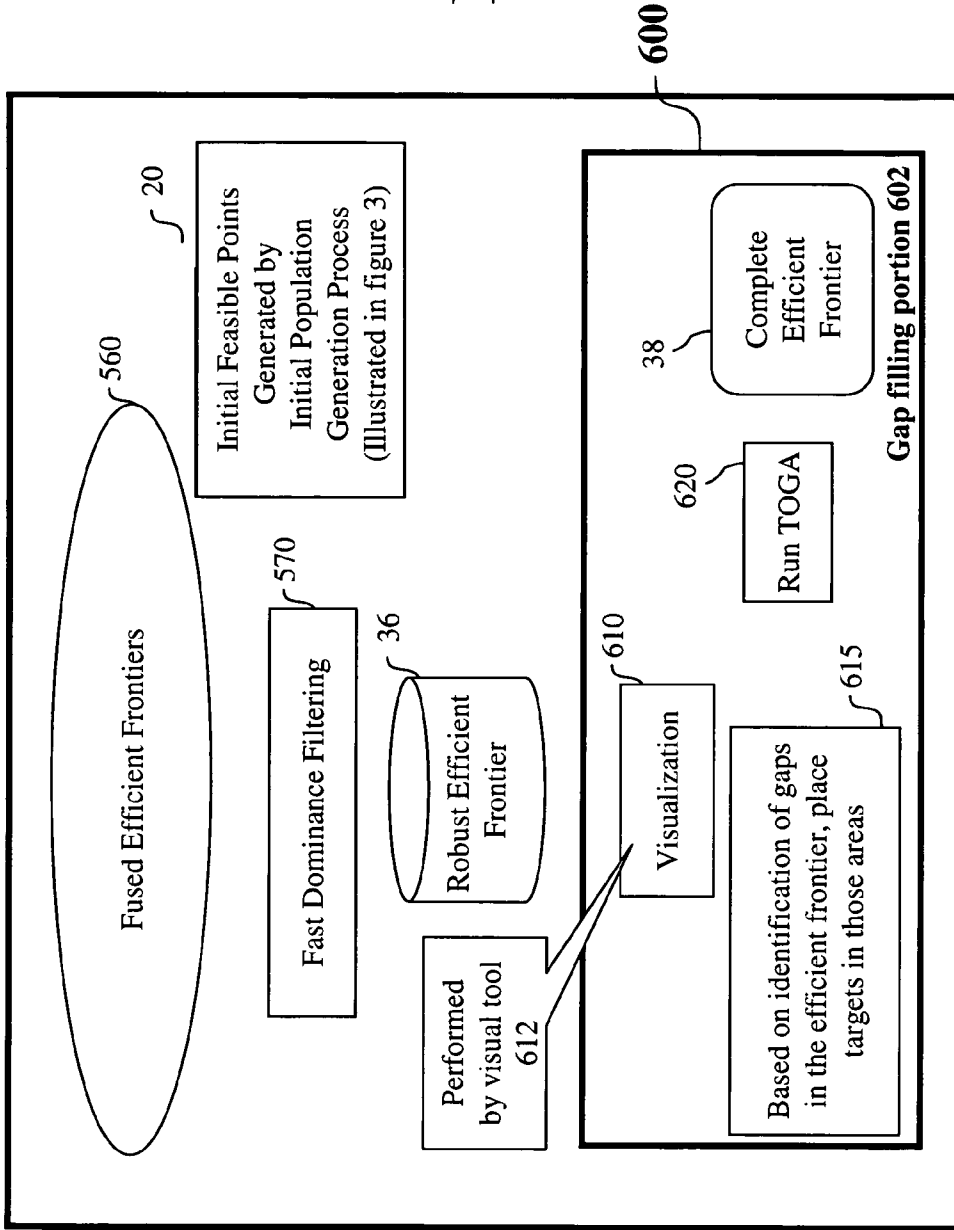 Fused Efficient Frontiers
560
20
Initial Feasible Points
Generated by
Initial Population
Generation Process
(Illustrated in figure 3)
Fast Dominance Filtering
570
Robust Efficient
Frontier
36
Performed
by visual tool
612
600
Visualization
610
Based on identification of gaps
in the efficient frontier, place
targets in those areas
615
Run TOGA
620
Complete
Efficient
Frontier
38
Gap filling portion 602